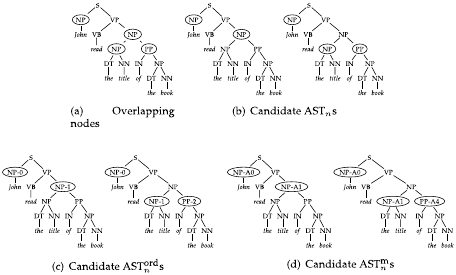 S
NP VP
John VB NP
read NP PP
DT NN IN NP
the title of DT NN
the book
(a) Overlapping
nodes
S
NP VP
John VB NP
read NP PP
DT NN IN NP
the title of DT NN
the book
S
NP VP
John VB NP
read NP PP
DT NN IN NP
the title of DT NN
the book
(b) Candidate ASTₙs
S
NP-0 VP
John VB NP-1
read NP PP
DT NN IN NP
the title of DT NN
the book
S
NP-0 VP
John VB NP
read NP-1 PP-2
DT NN IN NP
the title of DT NN
the book
(c) Candidate ASTₙᵒʳᵈs
S
NP-A0 VP
John VB NP-A1
read NP PP
DT NN IN NP
the title of DT NN
the book
S
NP-A0 VP
John VB NP
read NP-A1 PP-A4
DT NN IN NP
the title of DT NN
the book
(d) Candidate ASTₙᵐs